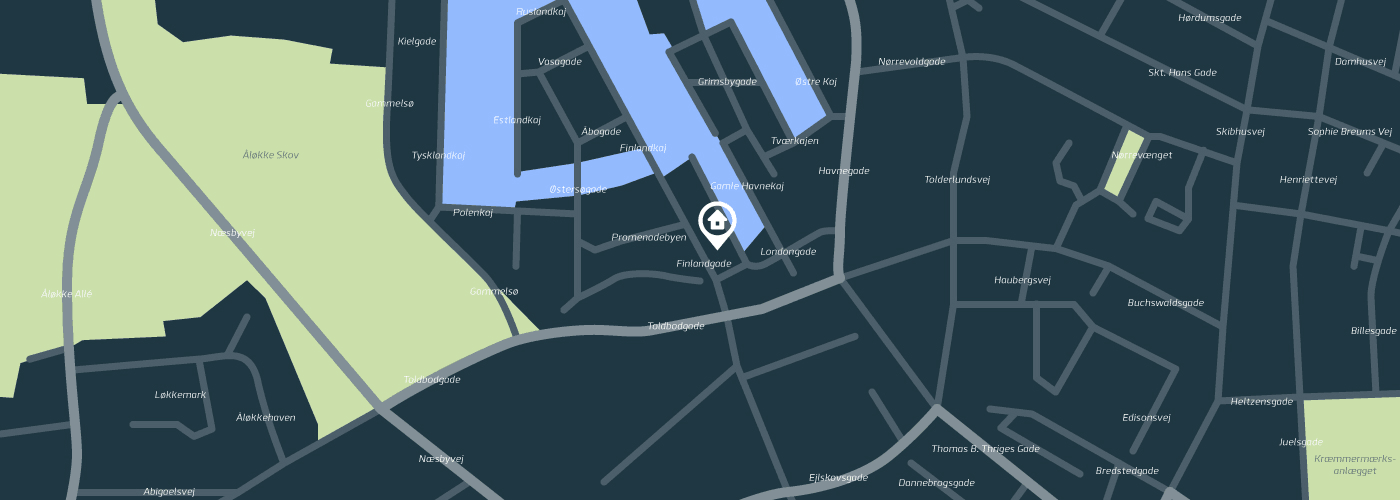 Ruslandkaj
Hørdumsgade
Kielgade
Vasagade
Nørrevoldgade
Damhusvej
Skt. Hans Gade
Grimsbygade
Østre Kaj
Gammelsø
Estlandkaj
Åbogade
Skibhusvej
Sophie Breums Vej
Tværkajen
Finlandkaj
Tysklandkaj
Åløkke Skov
Nørrevænget
Havnegade
Tolderlundsvej
Henriettevej
Gamle Havnekaj
Østersøgade
Polenkaj
Næsbyvej
Promenadebyen
Londongade
Finlandgade
Haubergsvej
Gammelsø
Åløkke Allé
Buchswaldsgade
Toldbodgade
Billesgade
Toldbodgade
Løkkemark
Heltzensgade
Åløkkehaven
Edisonsvej
Juelsgade
Thomas B. Thriges Gade
Næsbyvej
Kræmmermærks-
anlægget
Bredstedgade
Ejlskovsgade
Dannebrogsgade
Abigaelsvej